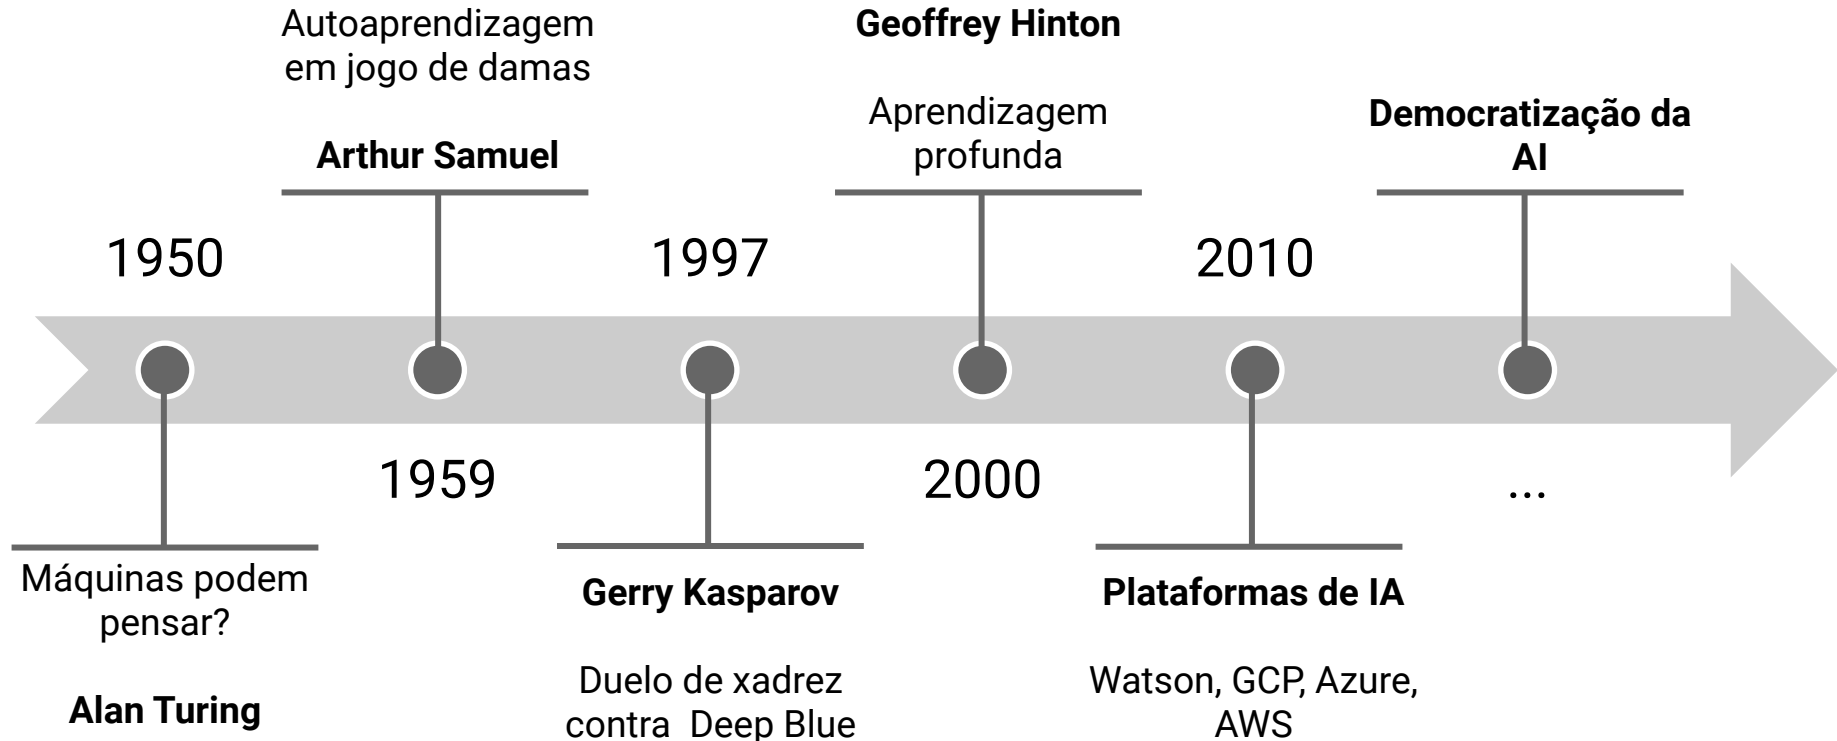 Autoaprendizagem
em jogo de damas
Arthur Samuel
Geoffrey Hinton
Aprendizagem
profunda
Democratização da
AI
1950
1997
2010
1959
2000
...
Máquinas podem
pensar?
Alan Turing
Gerry Kasparov
Duelo de xadrez
contra  Deep Blue
Plataformas de IA
Watson, GCP, Azure,
AWS